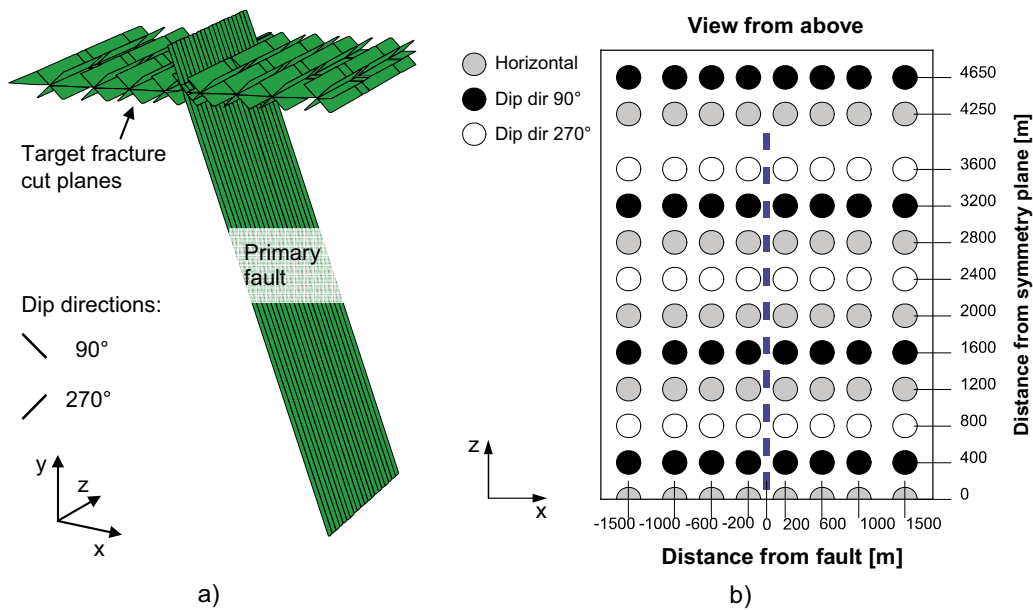 Target fracture
cut planes
Primary
fault
Dip directions:
90°
270°
y
z
x
a)
View from above
Horizontal
Dip dir 90°
Dip dir 270°
4650
4250
3600
3200
2800
2400
2000
1600
1200
800
400
0
Distance from symmetry plane [m]
z
x
-1500 -1000 -600 -200 0 200 600 1000 1500
Distance from fault [m]
b)